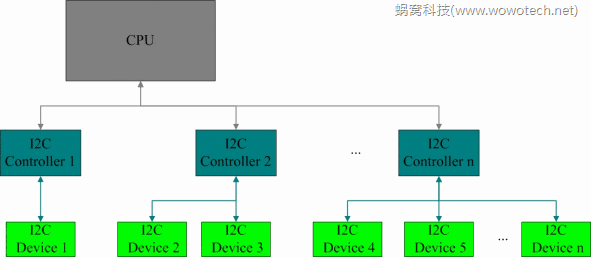 蜗窝科技(www.wowotech.net)
CPU
I2C
Controller 1
I2C
Controller 2
...
I2C
Controller n
I2C
Device 1
I2C
Device 2
I2C
Device 3
I2C
Device 4
I2C
Device 5
...
I2C
Device n